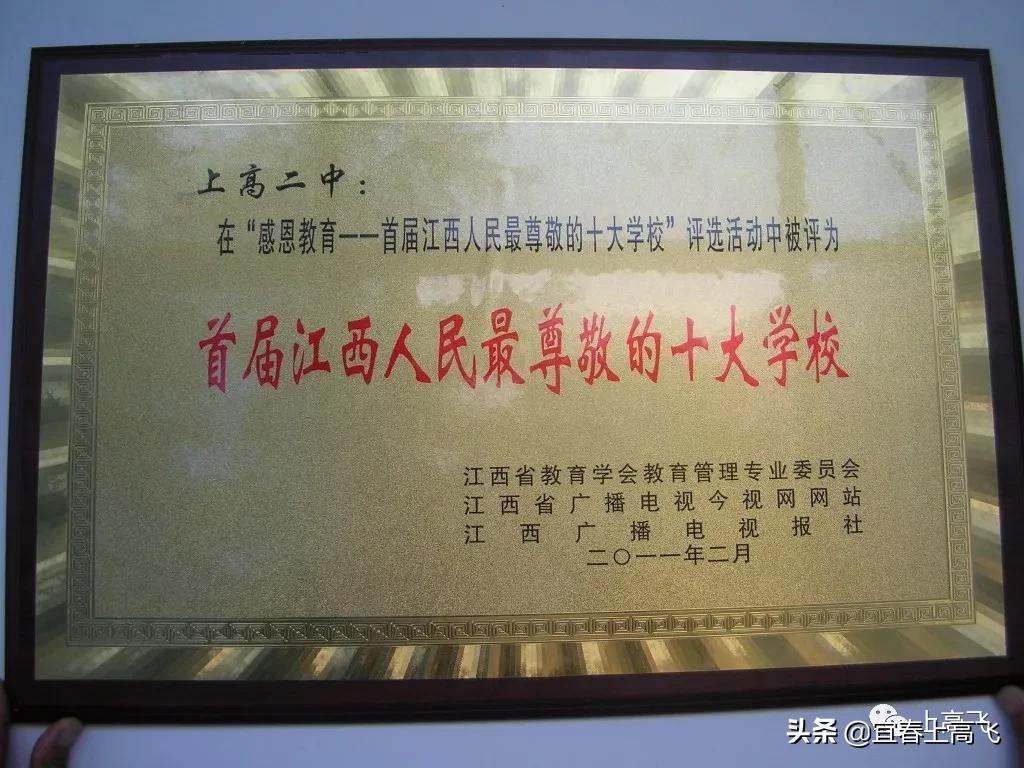 上高二中：
在“感恩教育——首届江西人民最尊敬的十大学校”评选活动中被评为
首届江西人民最尊敬的十大学校
江西省教育学会教育管理专业委员会
江西省广播电视今视网网站
江西广播电视报社
二〇一一年二月
上高飞
头条 @宜春上高飞